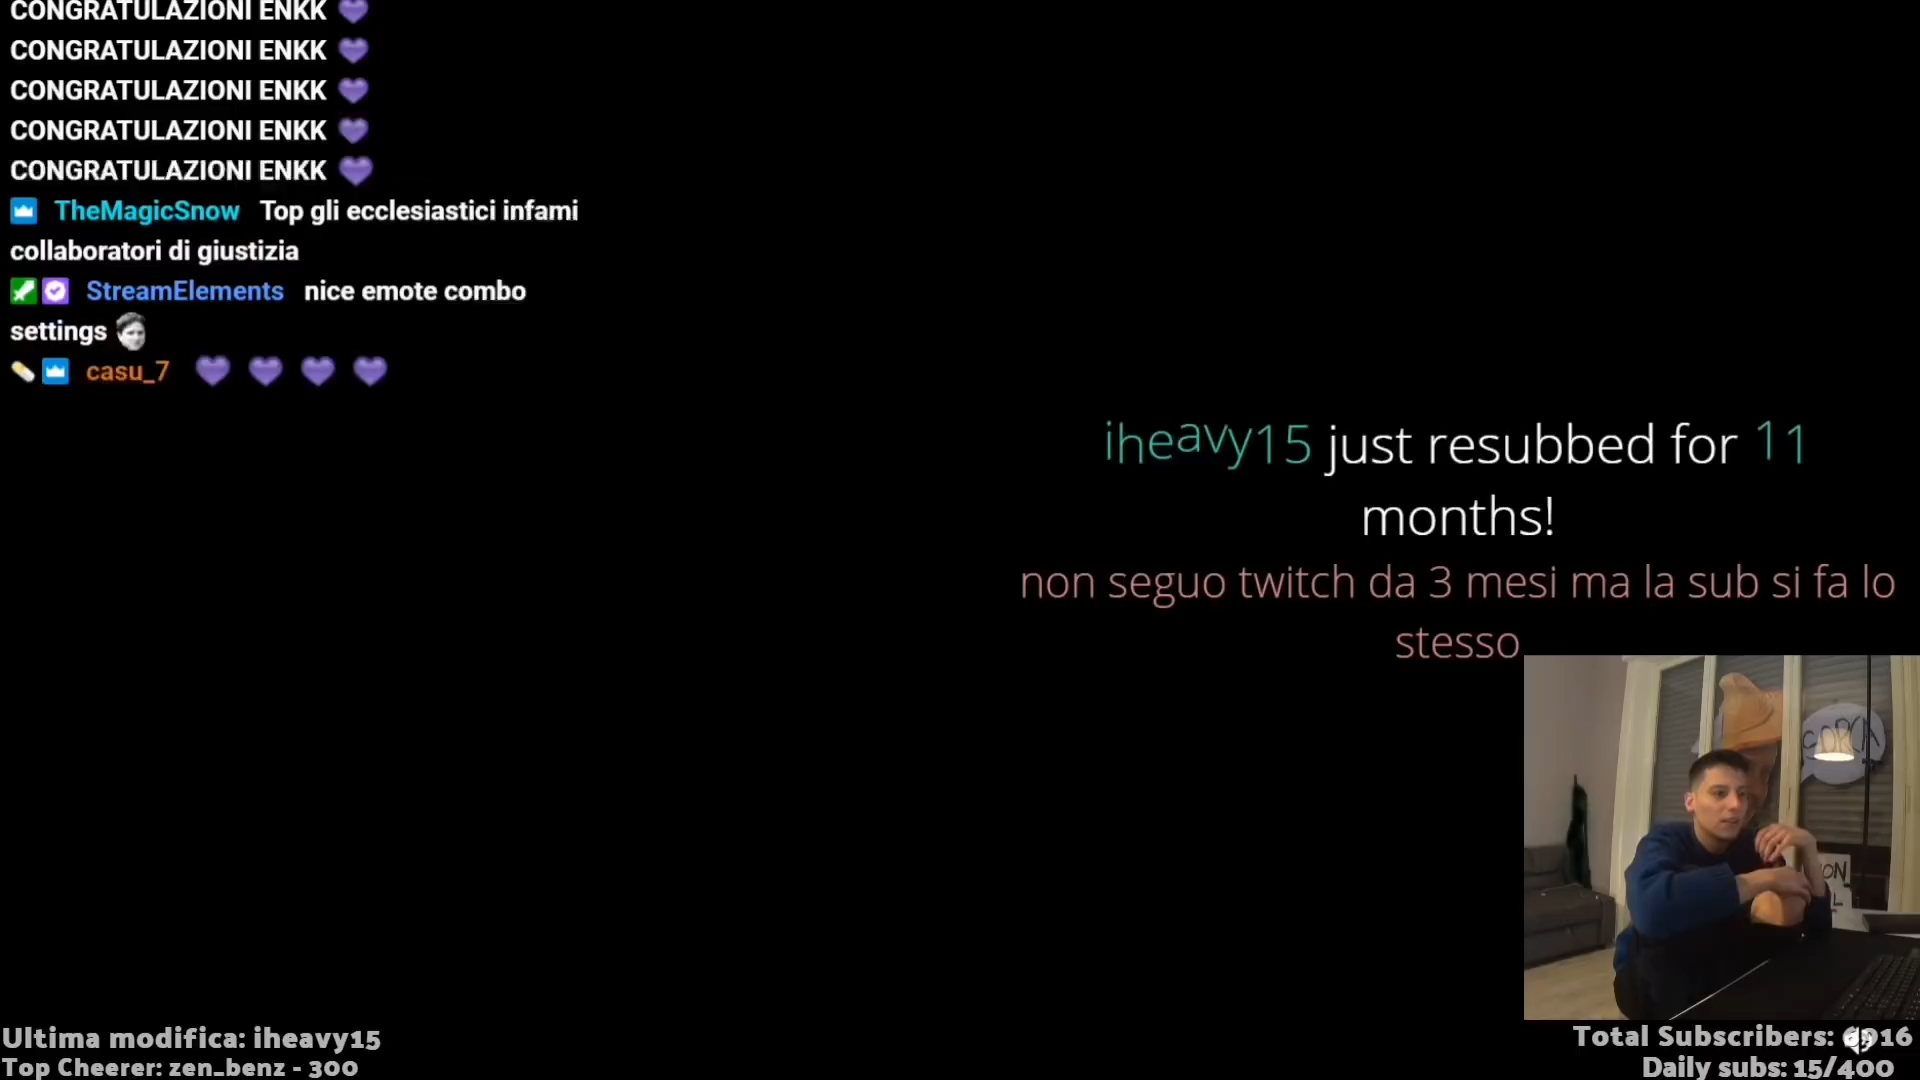 CONGRATULAZIONI ENKK
CONGRATULAZIONI ENKK
CONGRATULAZIONI ENKK
CONGRATULAZIONI ENKK
CONGRATULAZIONI ENKK
TheMagicSnow Top gli ecclesiastici infami
collaboratori di giustizia
StreamElements nice emote combo
settings
casu_7
iheavy15 just resubbed for 11
months!
non seguo twitch da 3 mesi ma la sub si fa lo
stesso
Ultima modifica: iheavy15
Top Cheerer: zen_benz - 300
Total Subscribers:
Daily subs: 15/400